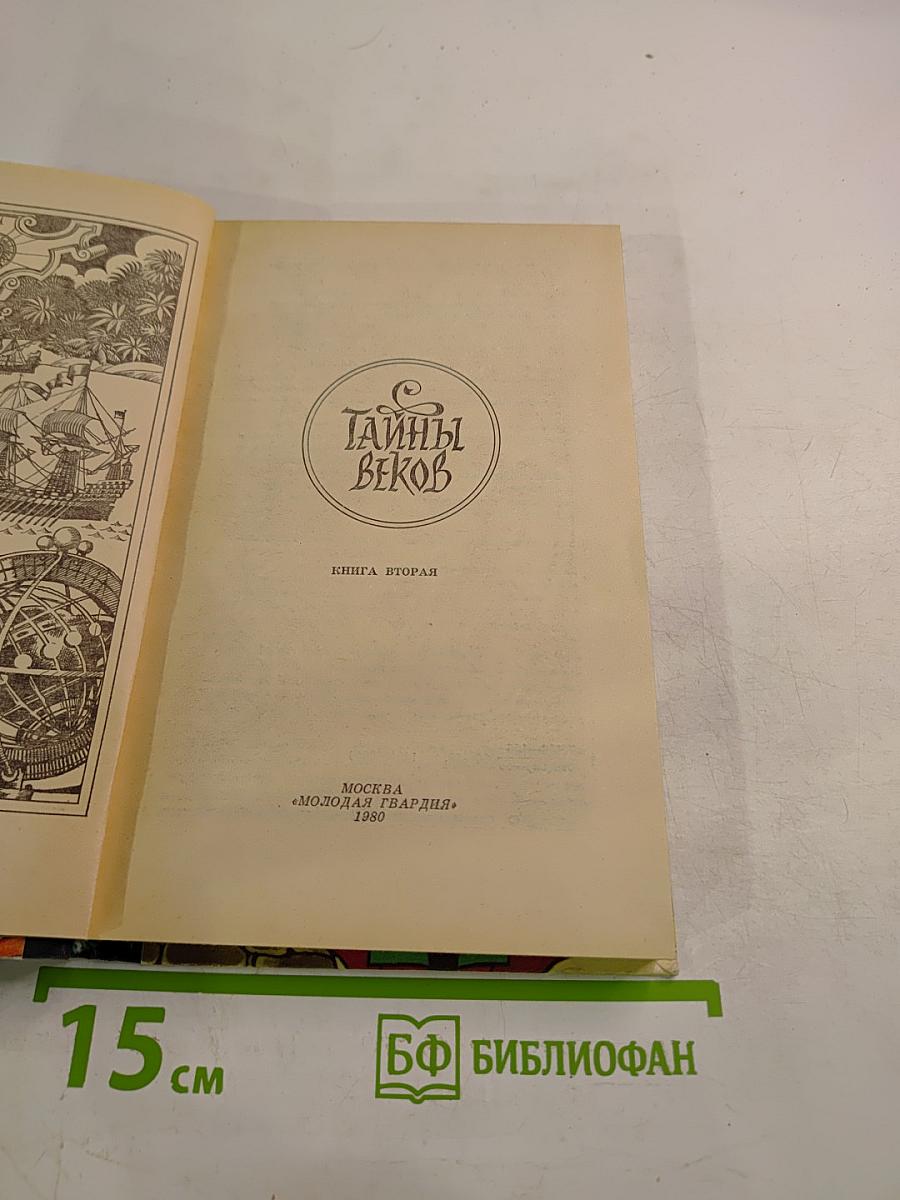 ТАЙНЫ
ВЕКОВ
КНИГА ВТОРАЯ
МОСКВА
«МОЛОДАЯ ГВАРДИЯ»
1980
15 см
БФ БИБЛИОФАН